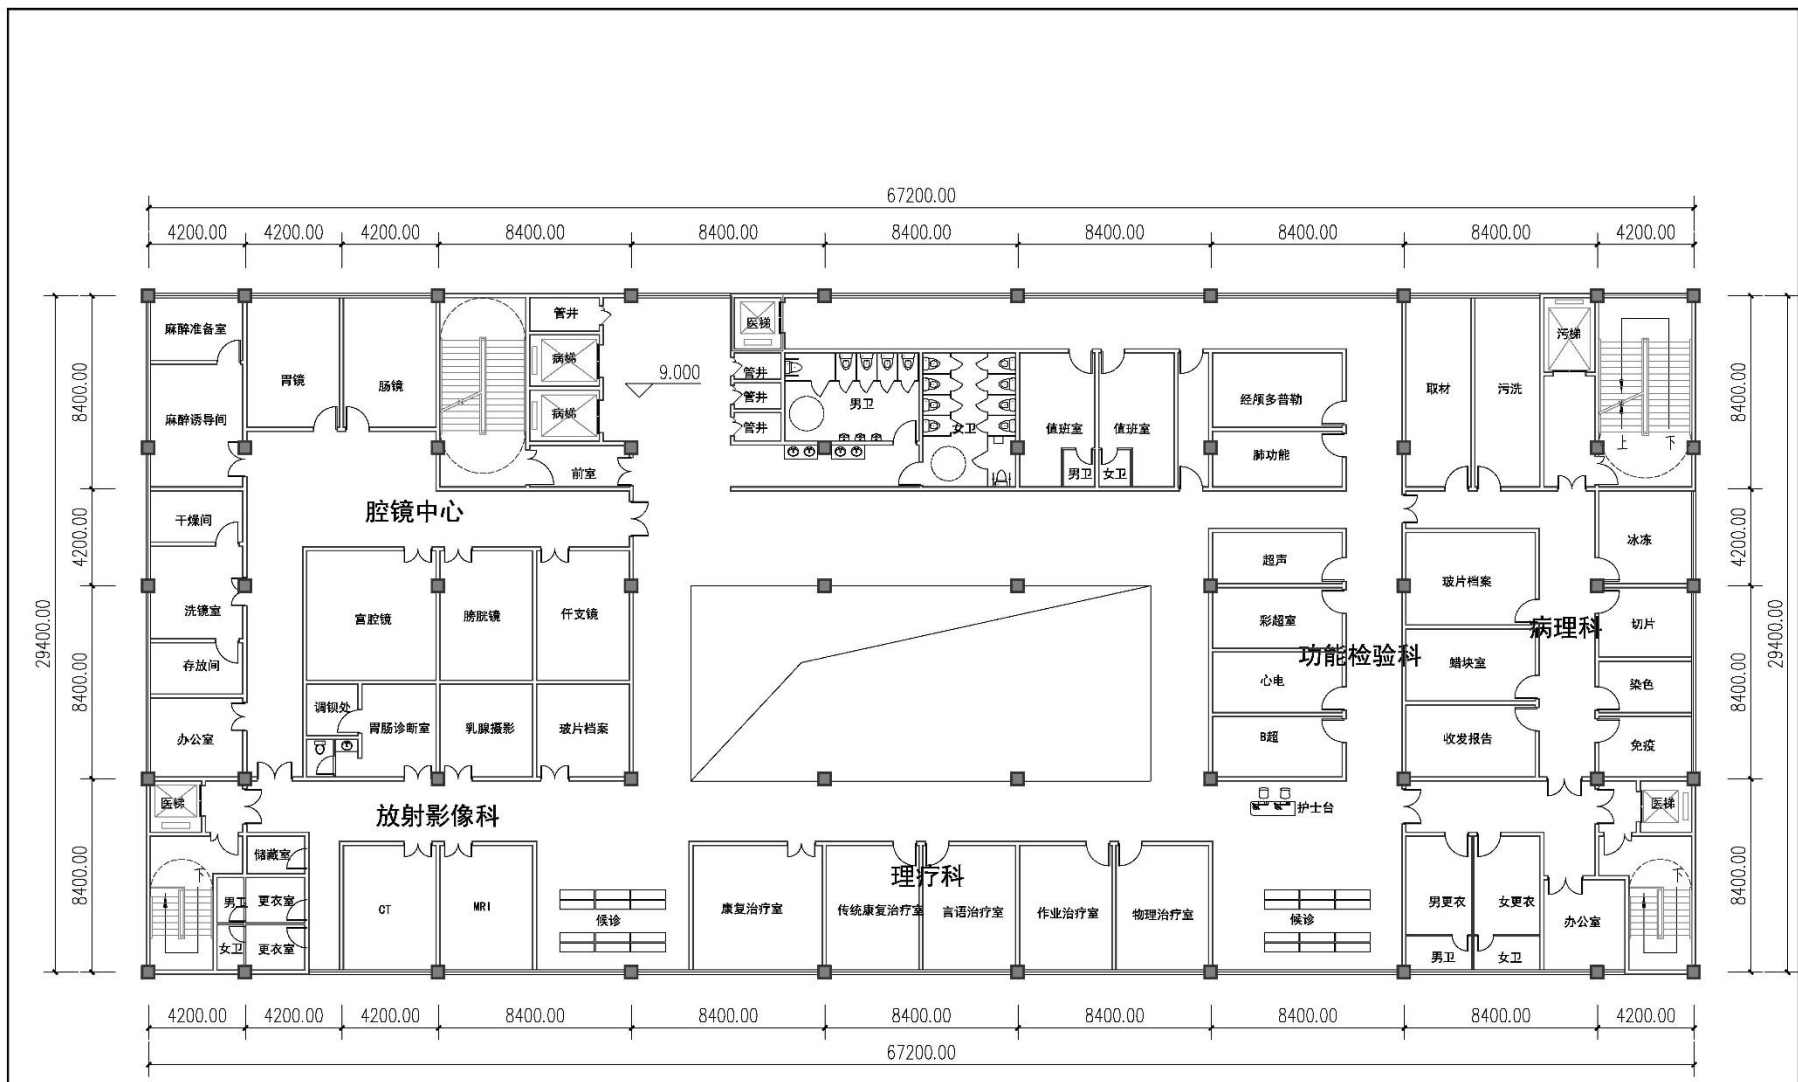 67200.00
4200.00 4200.00 4200.00 8400.00 8400.00 8400.00 8400.00 8400.00 8400.00 4200.00
29400.00
8400.00
4200.00
8400.00
8400.00
麻醉准备室
麻醉诱导间
胃镜
肠镜
管井
病梯
病梯
前室
9.000
医梯
管井
管井
管井
男卫
女卫
值班室
值班室
男卫
女卫
经颅多普勒
肺功能
取材
污洗
污梯
上
下
腔镜中心
干燥间
洗镜室
存放间
办公室
宫腔镜
膀胱镜
仟支镜
调钡处
胃肠诊断室
乳腺摄影
玻片档案
超声
彩超室
心电
B超
功能检验科
玻片档案
蜡块室
收发报告
病理科
冰冻
切片
染色
免疫
医梯
放射影像科
护士台
医梯
储藏室
下
男卫
更衣室
女卫
更衣室
CT
MRI
候诊
理疗科
康复治疗室
传统康复治疗室
言语治疗室
作业治疗室
物理治疗室
候诊
男更衣
女更衣
男卫
女卫
办公室
下
8400.00
4200.00
8400.00
8400.00
29400.00
4200.00 4200.00 4200.00 8400.00 8400.00 8400.00 8400.00 8400.00 8400.00 4200.00
67200.00